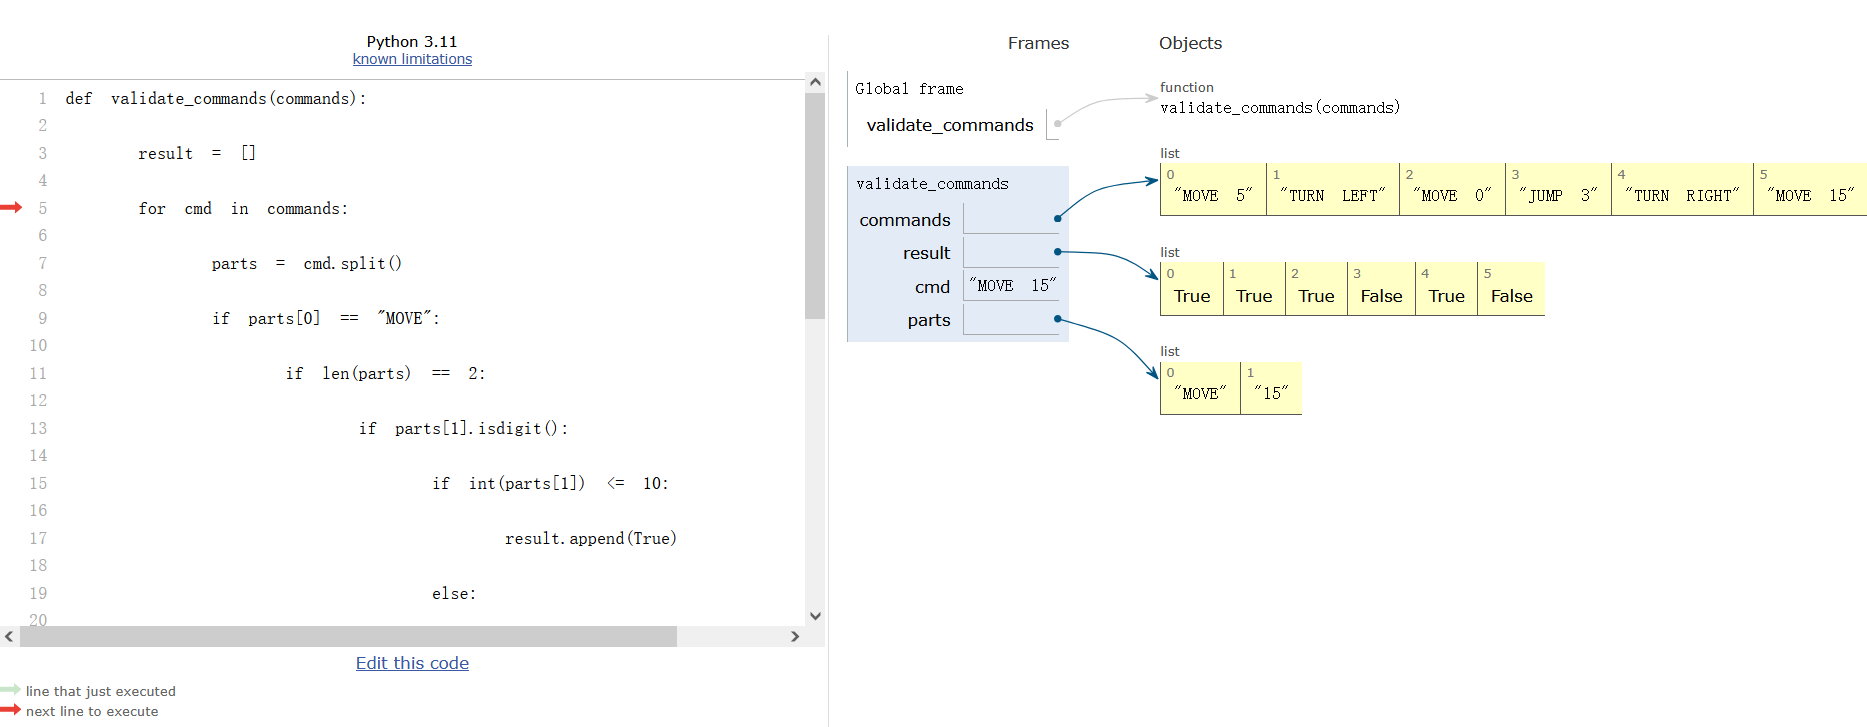 Python 3.11
known limitations
1 def validate_commands(commands):
2
3 result = []
4
5 for cmd in commands:
6
7 parts = cmd.split()
8
9 if parts[0] == "MOVE":
10
11 if len(parts) == 2:
12
13 if parts[1].isdigit():
14
15 if int(parts[1]) <= 10:
16
17 result.append(True)
18
19 else:
20
Edit this code
line that just executed
next line to execute
Frames Objects
Global frame
validate_commands
function
validate_commands(commands)
validate_commands
commands
result
cmd "MOVE 15"
parts
list
0 1 2 3 4 5
"MOVE 5" "TURN LEFT" "MOVE 0" "JUMP 3" "TURN RIGHT" "MOVE 15"
list
0 1 2 3 4 5
True True True False True False
list
0 1
"MOVE" "15"